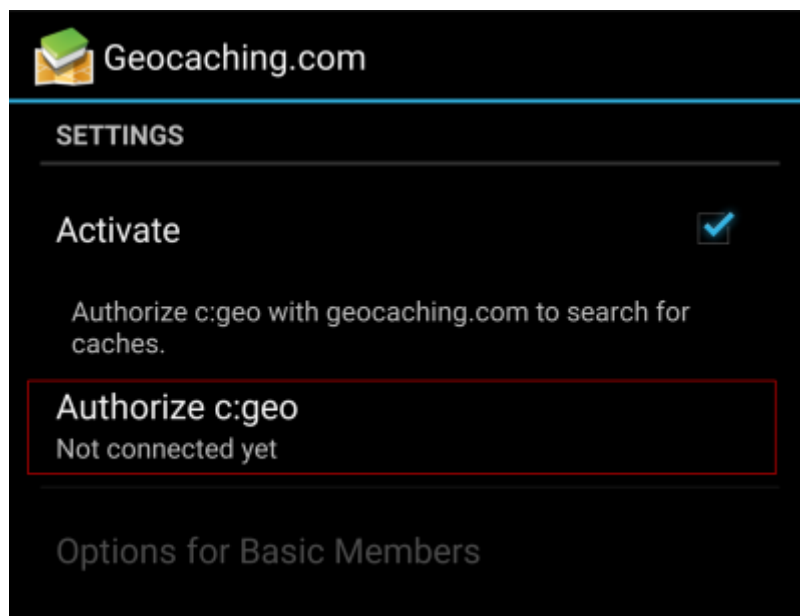 Geocaching.com
SETTINGS
Activate
Authorize c:geo with geocaching.com to search for
caches.
Authorize c:geo
Not connected yet
Options for Basic Members